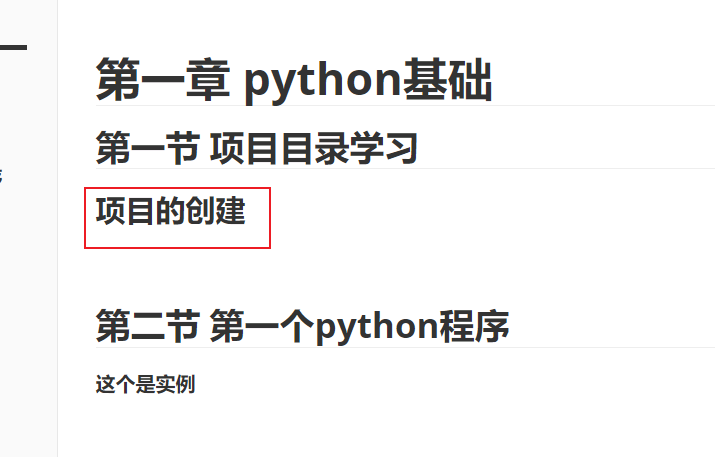 第一章 python基础
第一节 项目目录学习
项目的创建
第二节 第一个python程序
这个是实例